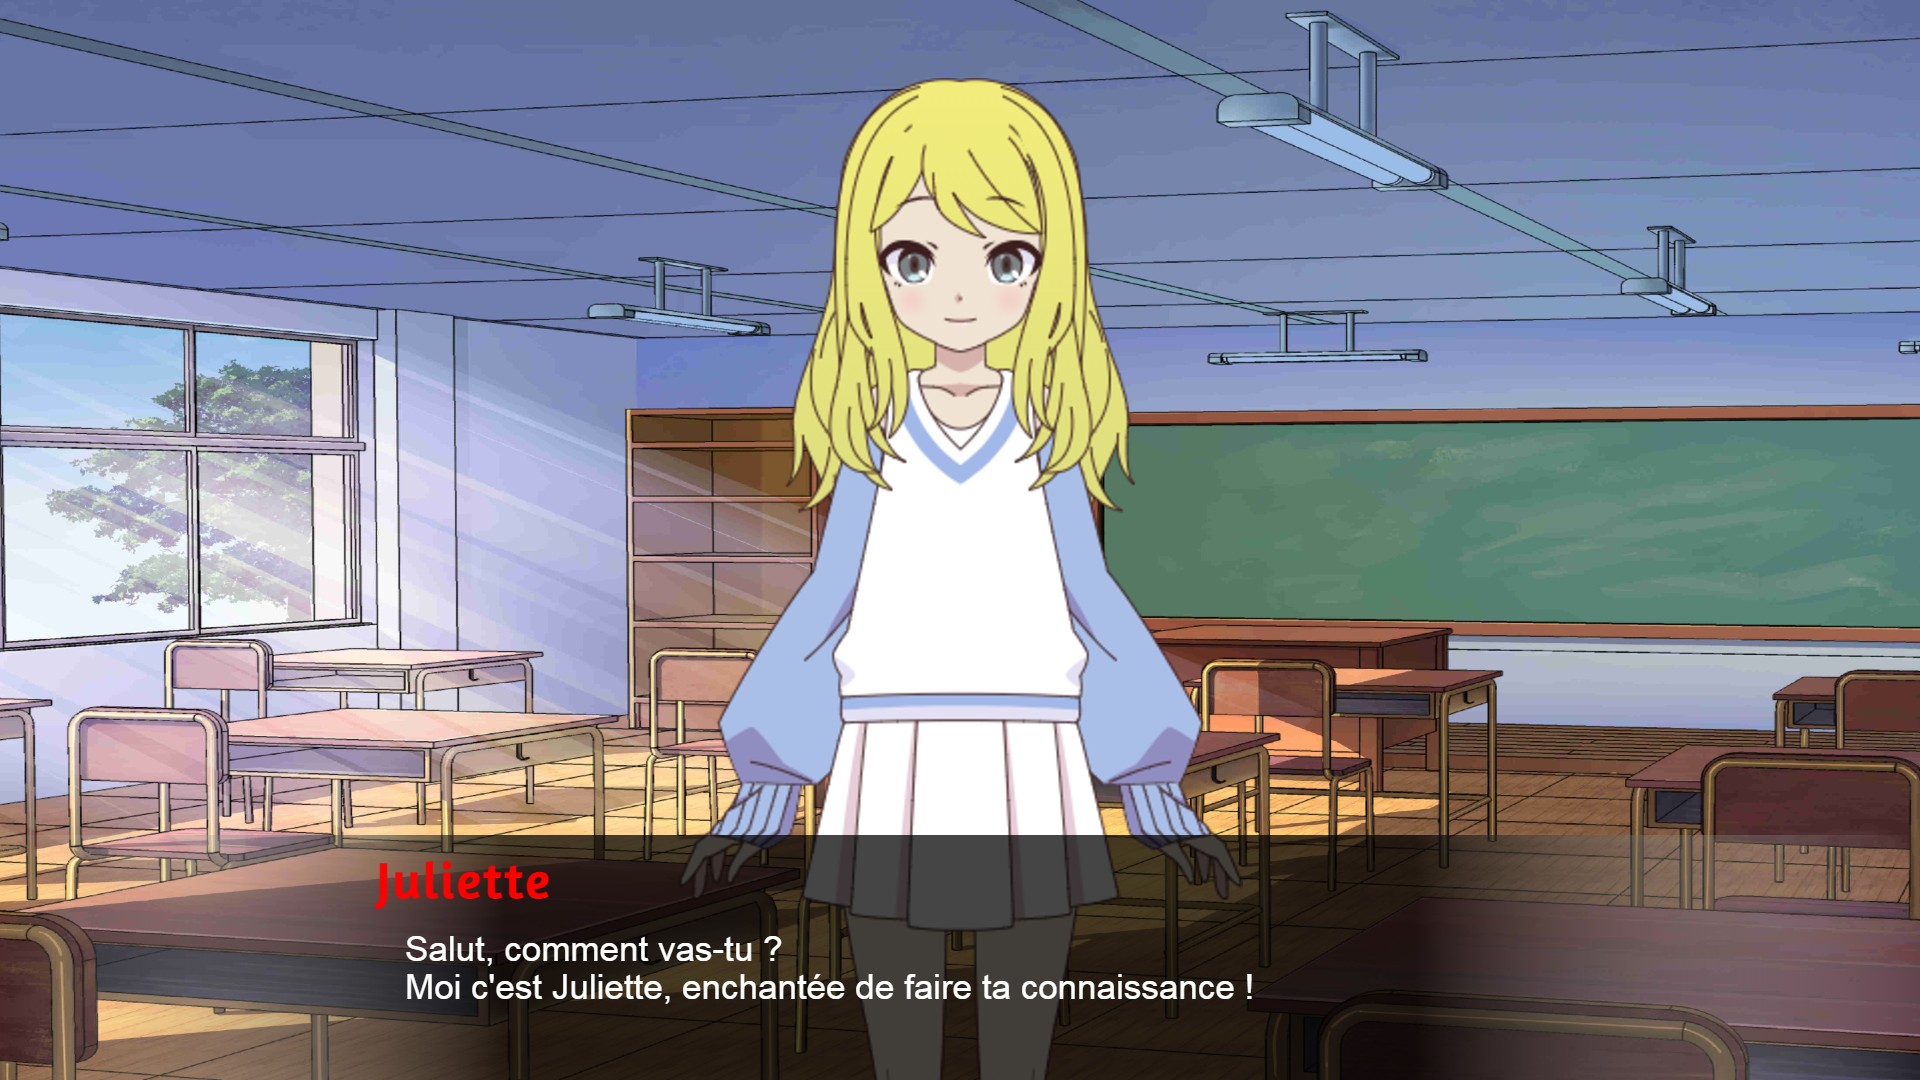 Juliette
Salut, comment vas-tu ?
Moi c'est Juliette, enchantée de faire ta connaissance !